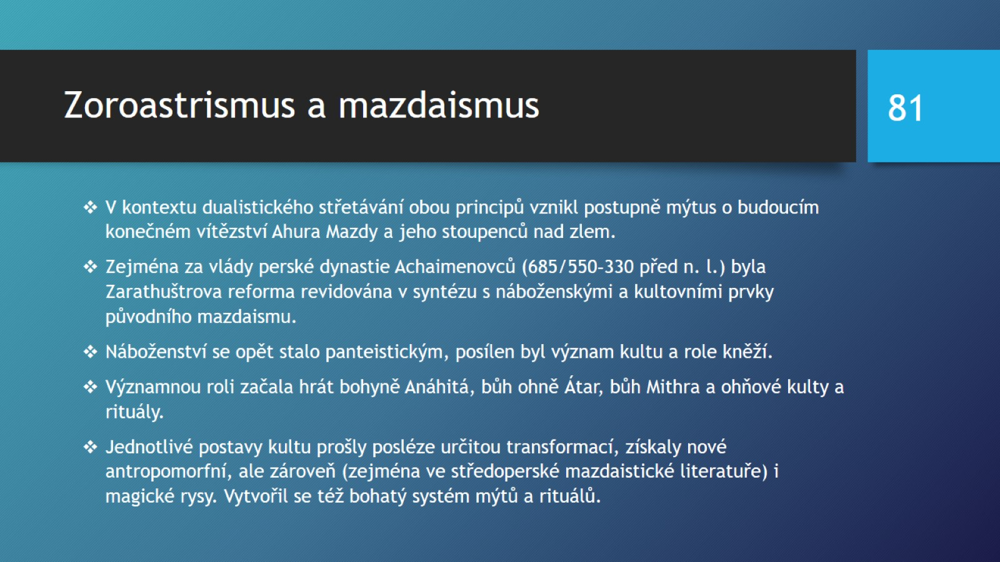 Zoroastrismus a mazdaismus
81
❖ V kontextu dualistického střetávání obou principů vznikl postupně mýtus o budoucím
konečném vítězství Ahura Mazdy a jeho stoupenců nad zlem.
❖ Zejména za vlády perské dynastie Achaimenovců (685/550-330 před n. l.) byla
Zarathuštrova reforma revidována v syntézu s náboženskými a kultovními prvky
původního mazdaismu.
❖ Náboženství se opět stalo panteistickým, posílen byl význam kultu a role kněží.
❖ Významnou roli začala hrát bohyně Anáhitá, bůh ohně Átar, bůh Mithra a ohňové kulty a
rituály.
❖ Jednotlivé postavy kultu prošly posléze určitou transformací, získaly nové
antropomorfní, ale zároveň (zejména ve středoperské mazdaistické literatuře) i
magické rysy. Vytvořil se též bohatý systém mýtů a rituálů.